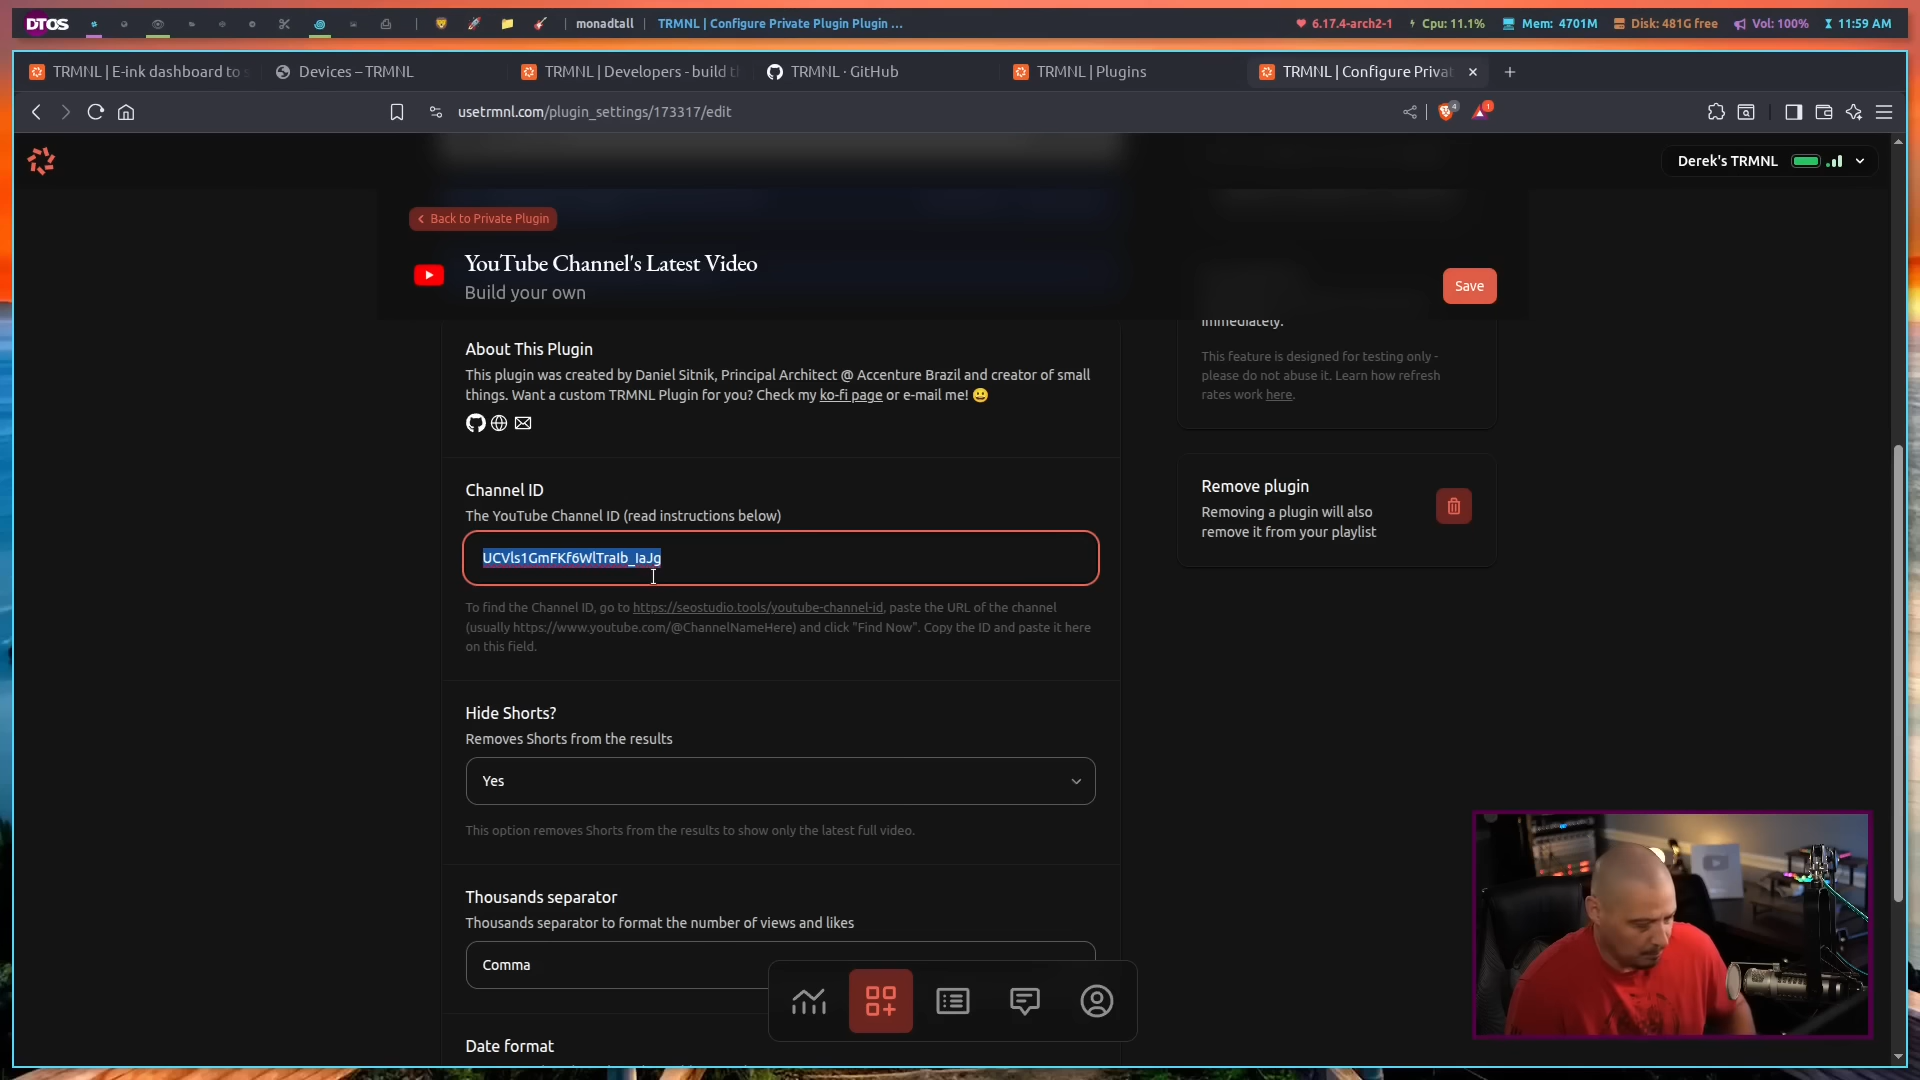 DTOS
monadtall
TRMNL | Configure Private Plugin Plugin ...
6.17.4-arch2-1
Cpu: 11.1%
Mem: 4701M
Disk: 481G free
Vol: 100%
11:59 AM
TRMNL | E-ink dashboard to s
Devices – TRMNL
TRMNL | Developers - build th
TRMNL · GitHub
TRMNL | Plugins
TRMNL | Configure Privat
usetrmnl.com/plugin_settings/173317/edit
4
1
Derek's TRMNL
Back to Private Plugin
YouTube Channel's Latest Video
Build your own
Save
About This Plugin
This plugin was created by Daniel Sitnik, Principal Architect @ Accenture Brazil and creator of small
things. Want a custom TRMNL Plugin for you? Check my ko-fi page or e-mail me! 😀
immediately.
This feature is designed for testing only -
please do not abuse it. Learn how refresh
rates work here.
Channel ID
The YouTube Channel ID (read instructions below)
UCVls1GmFKf6WlTraIb_IaJg
To find the Channel ID, go to https://seostudio.tools/youtube-channel-id, paste the URL of the channel
(usually https://www.youtube.com/@ChannelNameHere) and click "Find Now". Copy the ID and paste it here
on this field.
Remove plugin
Removing a plugin will also
remove it from your playlist
Hide Shorts?
Removes Shorts from the results
Yes
This option removes Shorts from the results to show only the latest full video.
Thousands separator
Thousands separator to format the number of views and likes
Comma
Date format